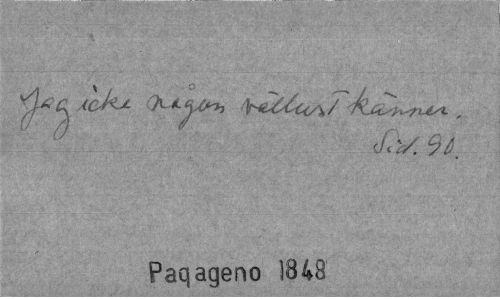 Jag icke någon vällust känner.
Sid. 90.
Paqageno 1848